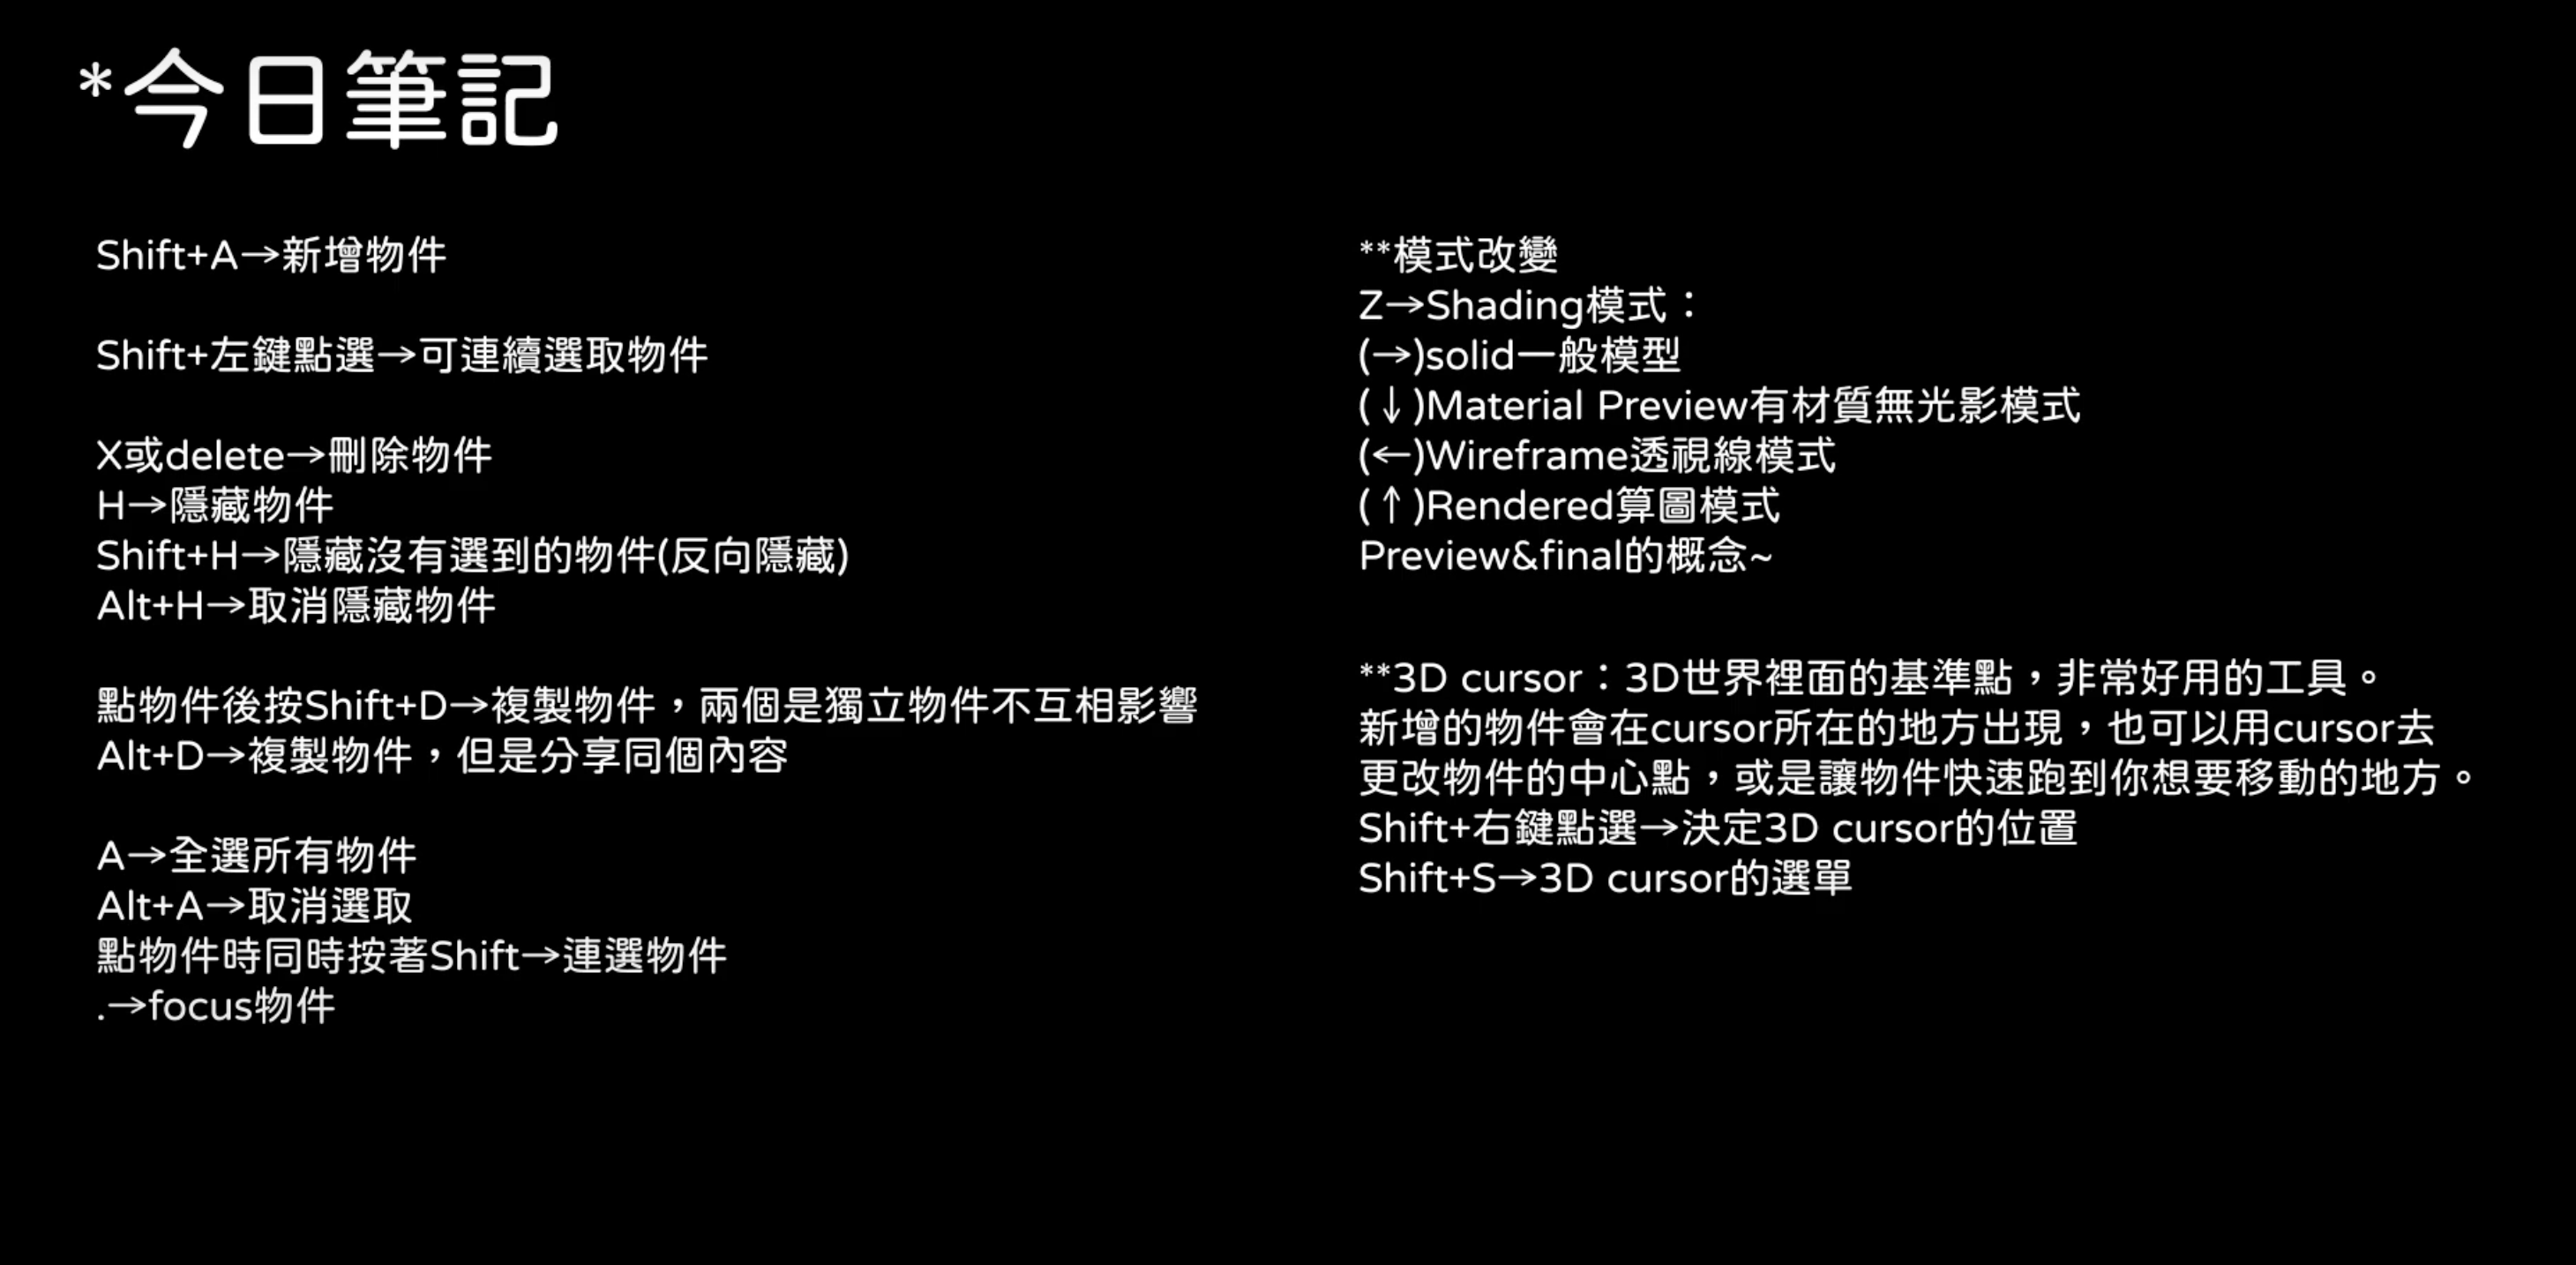 *今日筆記
Shift+A→新增物件
Shift+左鍵點選→可連續選取物件
X或delete→刪除物件
H→隱藏物件
Shift+H→隱藏沒有選到的物件(反向隱藏)
Alt+H→取消隱藏物件
點物件後按Shift+D→複製物件，兩個是獨立物件不互相影響
Alt+D→複製物件，但是分享同個內容
A→全選所有物件
Alt+A→取消選取
點物件時同時按著Shift→連選物件
.→focus物件
**模式改變
Z→Shading模式：
(→)solid一般模型
(↓)Material Preview有材質無光影模式
(←)Wireframe透視線模式
(↑)Rendered算圖模式
Preview&final的概念~
**3D cursor：3D世界裡面的基準點，非常好用的工具。
新增的物件會在cursor所在的地方出現，也可以用cursor去
更改物件的中心點，或是讓物件快速跑到你想要移動的地方。
Shift+右鍵點選→決定3D cursor的位置
Shift+S→3D cursor的選單